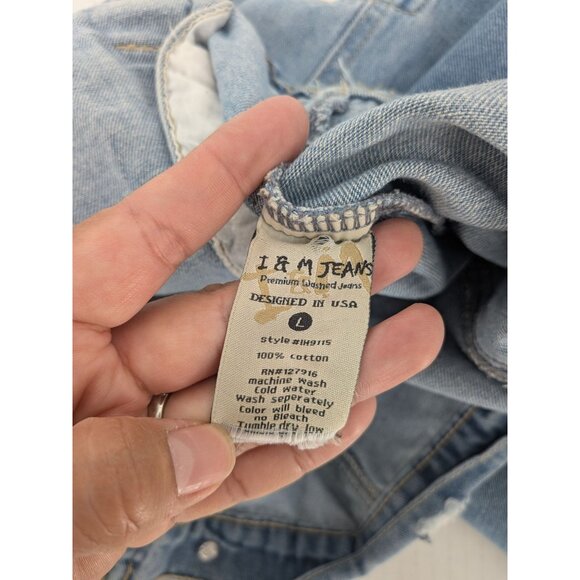 I & M JEANS
Premium Washed Jeans
DESIGNED IN USA
L
Style #IH9115
100% cotton
RN#127916
machine wash
Cold water
Wash seperately
Color will bleed
no Bleach
Tumble dry low